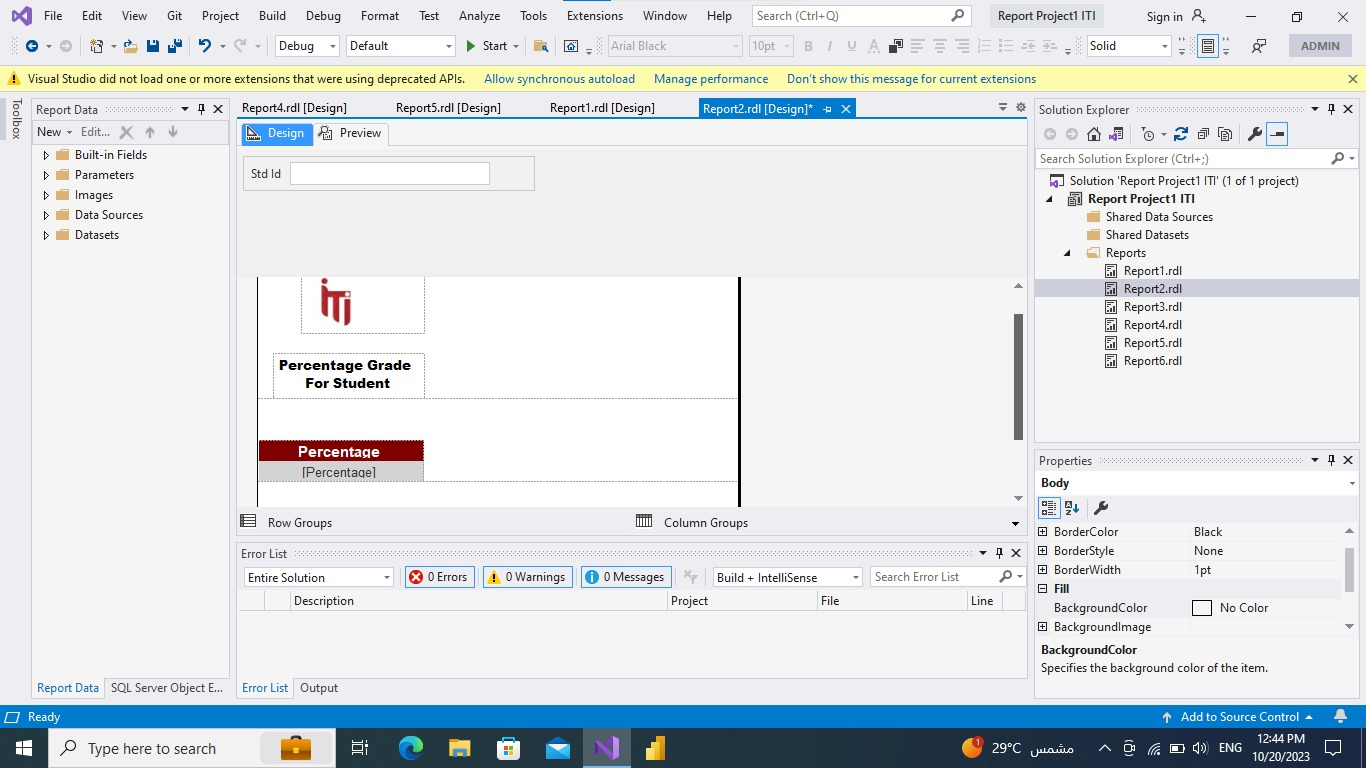 File Edit View Git Project Build Debug Format Test Analyze Tools Extensions Window Help Search (Ctrl+Q) Report Project1 ITI Sign in
Debug Default Start Arial Black 10pt B I U A Solid ADMIN
Visual Studio did not load one or more extensions that were using deprecated APIs. Allow synchronous autoload Manage performance Don't show this message for current extensions
Toolbox
Report Data
New Edit...
Built-in Fields
Parameters
Images
Data Sources
Datasets
Report Data SQL Server Object E...
Report4.rdl [Design] Report5.rdl [Design] Report1.rdl [Design] Report2.rdl [Design]*
Design Preview
Std Id
iTi
Percentage Grade
For Student
Percentage
[Percentage]
Row Groups Column Groups
Error List
Entire Solution 0 Errors 0 Warnings 0 Messages Build + IntelliSense Search Error List
Description Project File Line
Error List Output
Solution Explorer
Search Solution Explorer (Ctrl+;)
Solution 'Report Project1 ITI' (1 of 1 project)
Report Project1 ITI
Shared Data Sources
Shared Datasets
Reports
Report1.rdl
Report2.rdl
Report3.rdl
Report4.rdl
Report5.rdl
Report6.rdl
Properties
Body
BorderColor Black
BorderStyle None
BorderWidth 1pt
Fill
BackgroundColor No Color
BackgroundImage
BackgroundColor
Specifies the background color of the item.
Ready Add to Source Control
Type here to search 1 29°C مشمس ENG 12:44 PM
10/20/2023